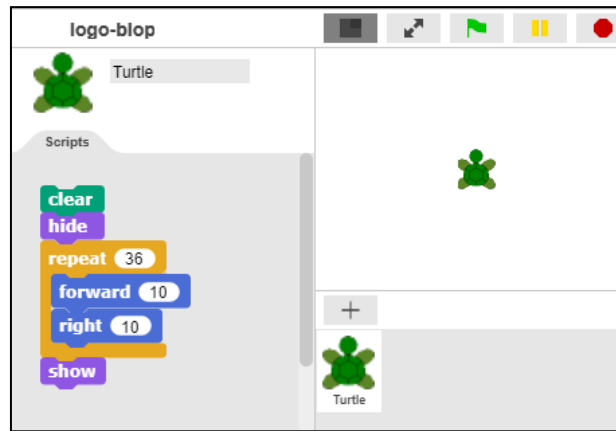 logo-blop
Turtle
Scripts
clear
hide
repeat 36
forward 10
right 10
show
Turtle